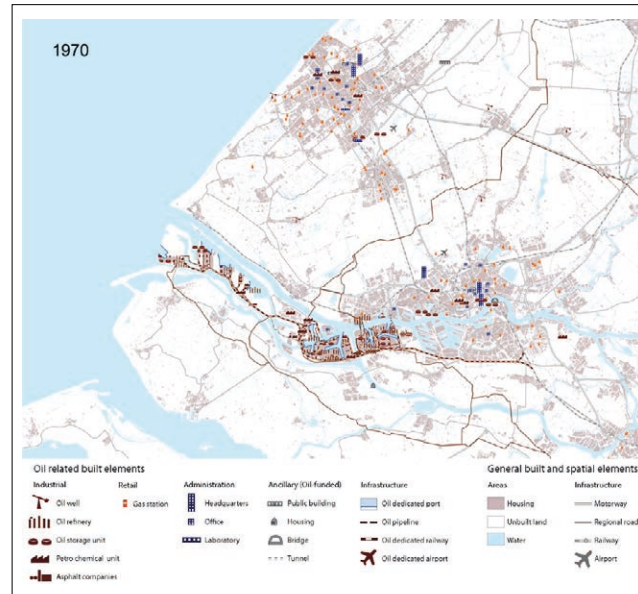 1970
Oil related built elements
General built and spatial elements
Industrial
Retail
Administration
Ancillary (Oil-funded)
Infrastructure
Areas
Infrastructure
Oil well
Gas station
Headquarters
Public building
Oil dedicated port
Housing
Motorway
Oil refinery
Office
Housing
Oil pipeline
Unbuilt land
Regional road
Oil storage unit
Laboratory
Bridge
Oil dedicated railway
Water
Railway
Petro chemical unit
Tunnel
Oil dedicated airport
Airport
Asphalt companies